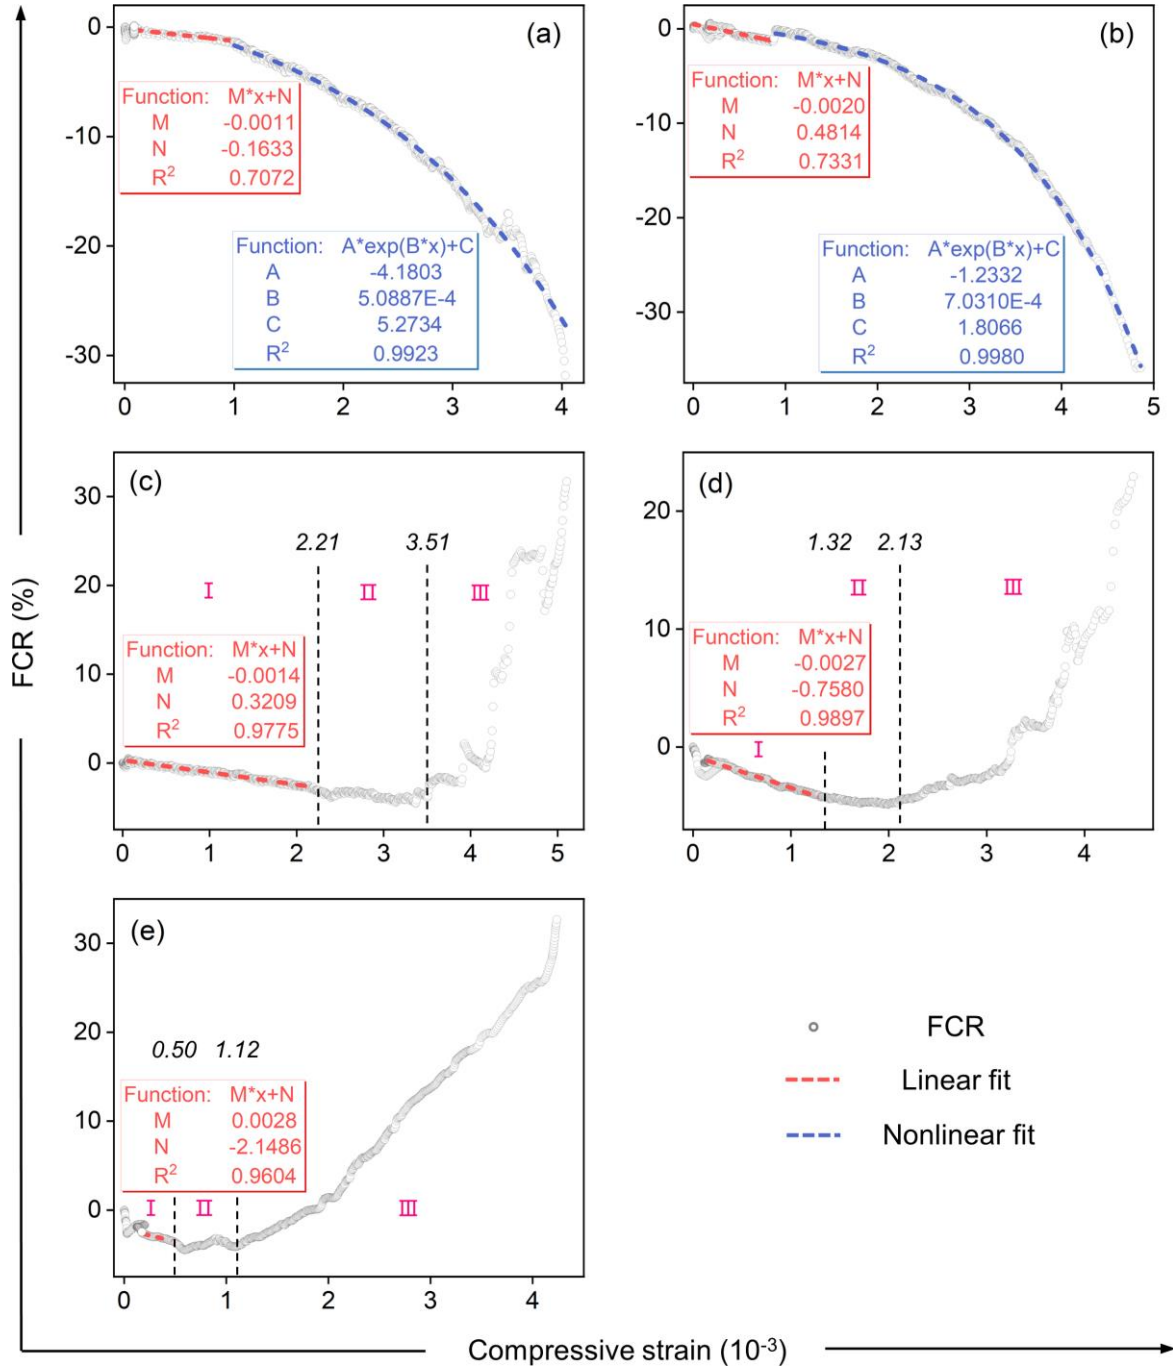 FCR (%)
(a)
0
-10
-20
-30
Function: M*x+N
M -0.0011
N -0.1633
R² 0.7072
Function: A*exp(B*x)+C
A -4.1803
B 5.0887E-4
C 5.2734
R² 0.9923
0 1 2 3 4
(b)
0
-10
-20
-30
Function: M*x+N
M -0.0020
N 0.4814
R² 0.7331
Function: A*exp(B*x)+C
A -1.2332
B 7.0310E-4
C 1.8066
R² 0.9980
0 1 2 3 4 5
(c)
30
20
10
0
2.21 3.51
I II III
Function: M*x+N
M -0.0014
N 0.3209
R² 0.9775
0 1 2 3 4 5
(d)
20
10
0
1.32 2.13
II III
Function: M*x+N
M -0.0027
N -0.7580
R² 0.9897
I
0 1 2 3 4
(e)
30
20
10
0
0.50 1.12
Function: M*x+N
M 0.0028
N -2.1486
R² 0.9604
I II III
0 1 2 3 4
FCR
Linear fit
Nonlinear fit
Compressive strain (10⁻³)